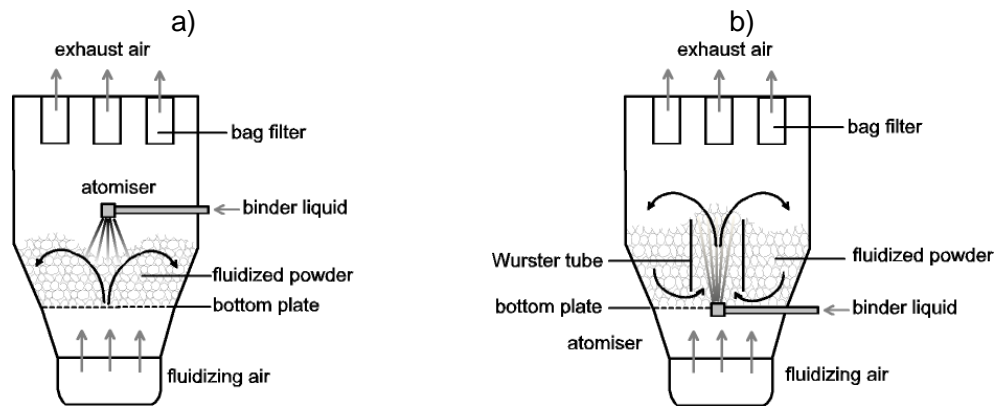 a)
exhaust air
bag filter
atomiser
binder liquid
fluidized powder
bottom plate
fluidizing air
b)
exhaust air
bag filter
Wurster tube
fluidized powder
bottom plate
binder liquid
atomiser
fluidizing air